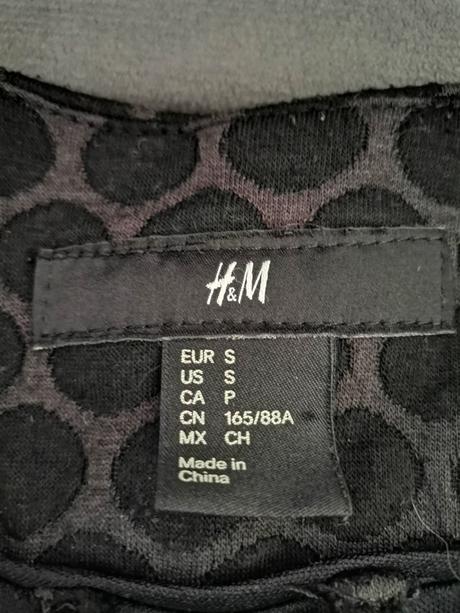 H&M
EUR S
US S
CA P
CN 165/88A
MX CH
Made in
China